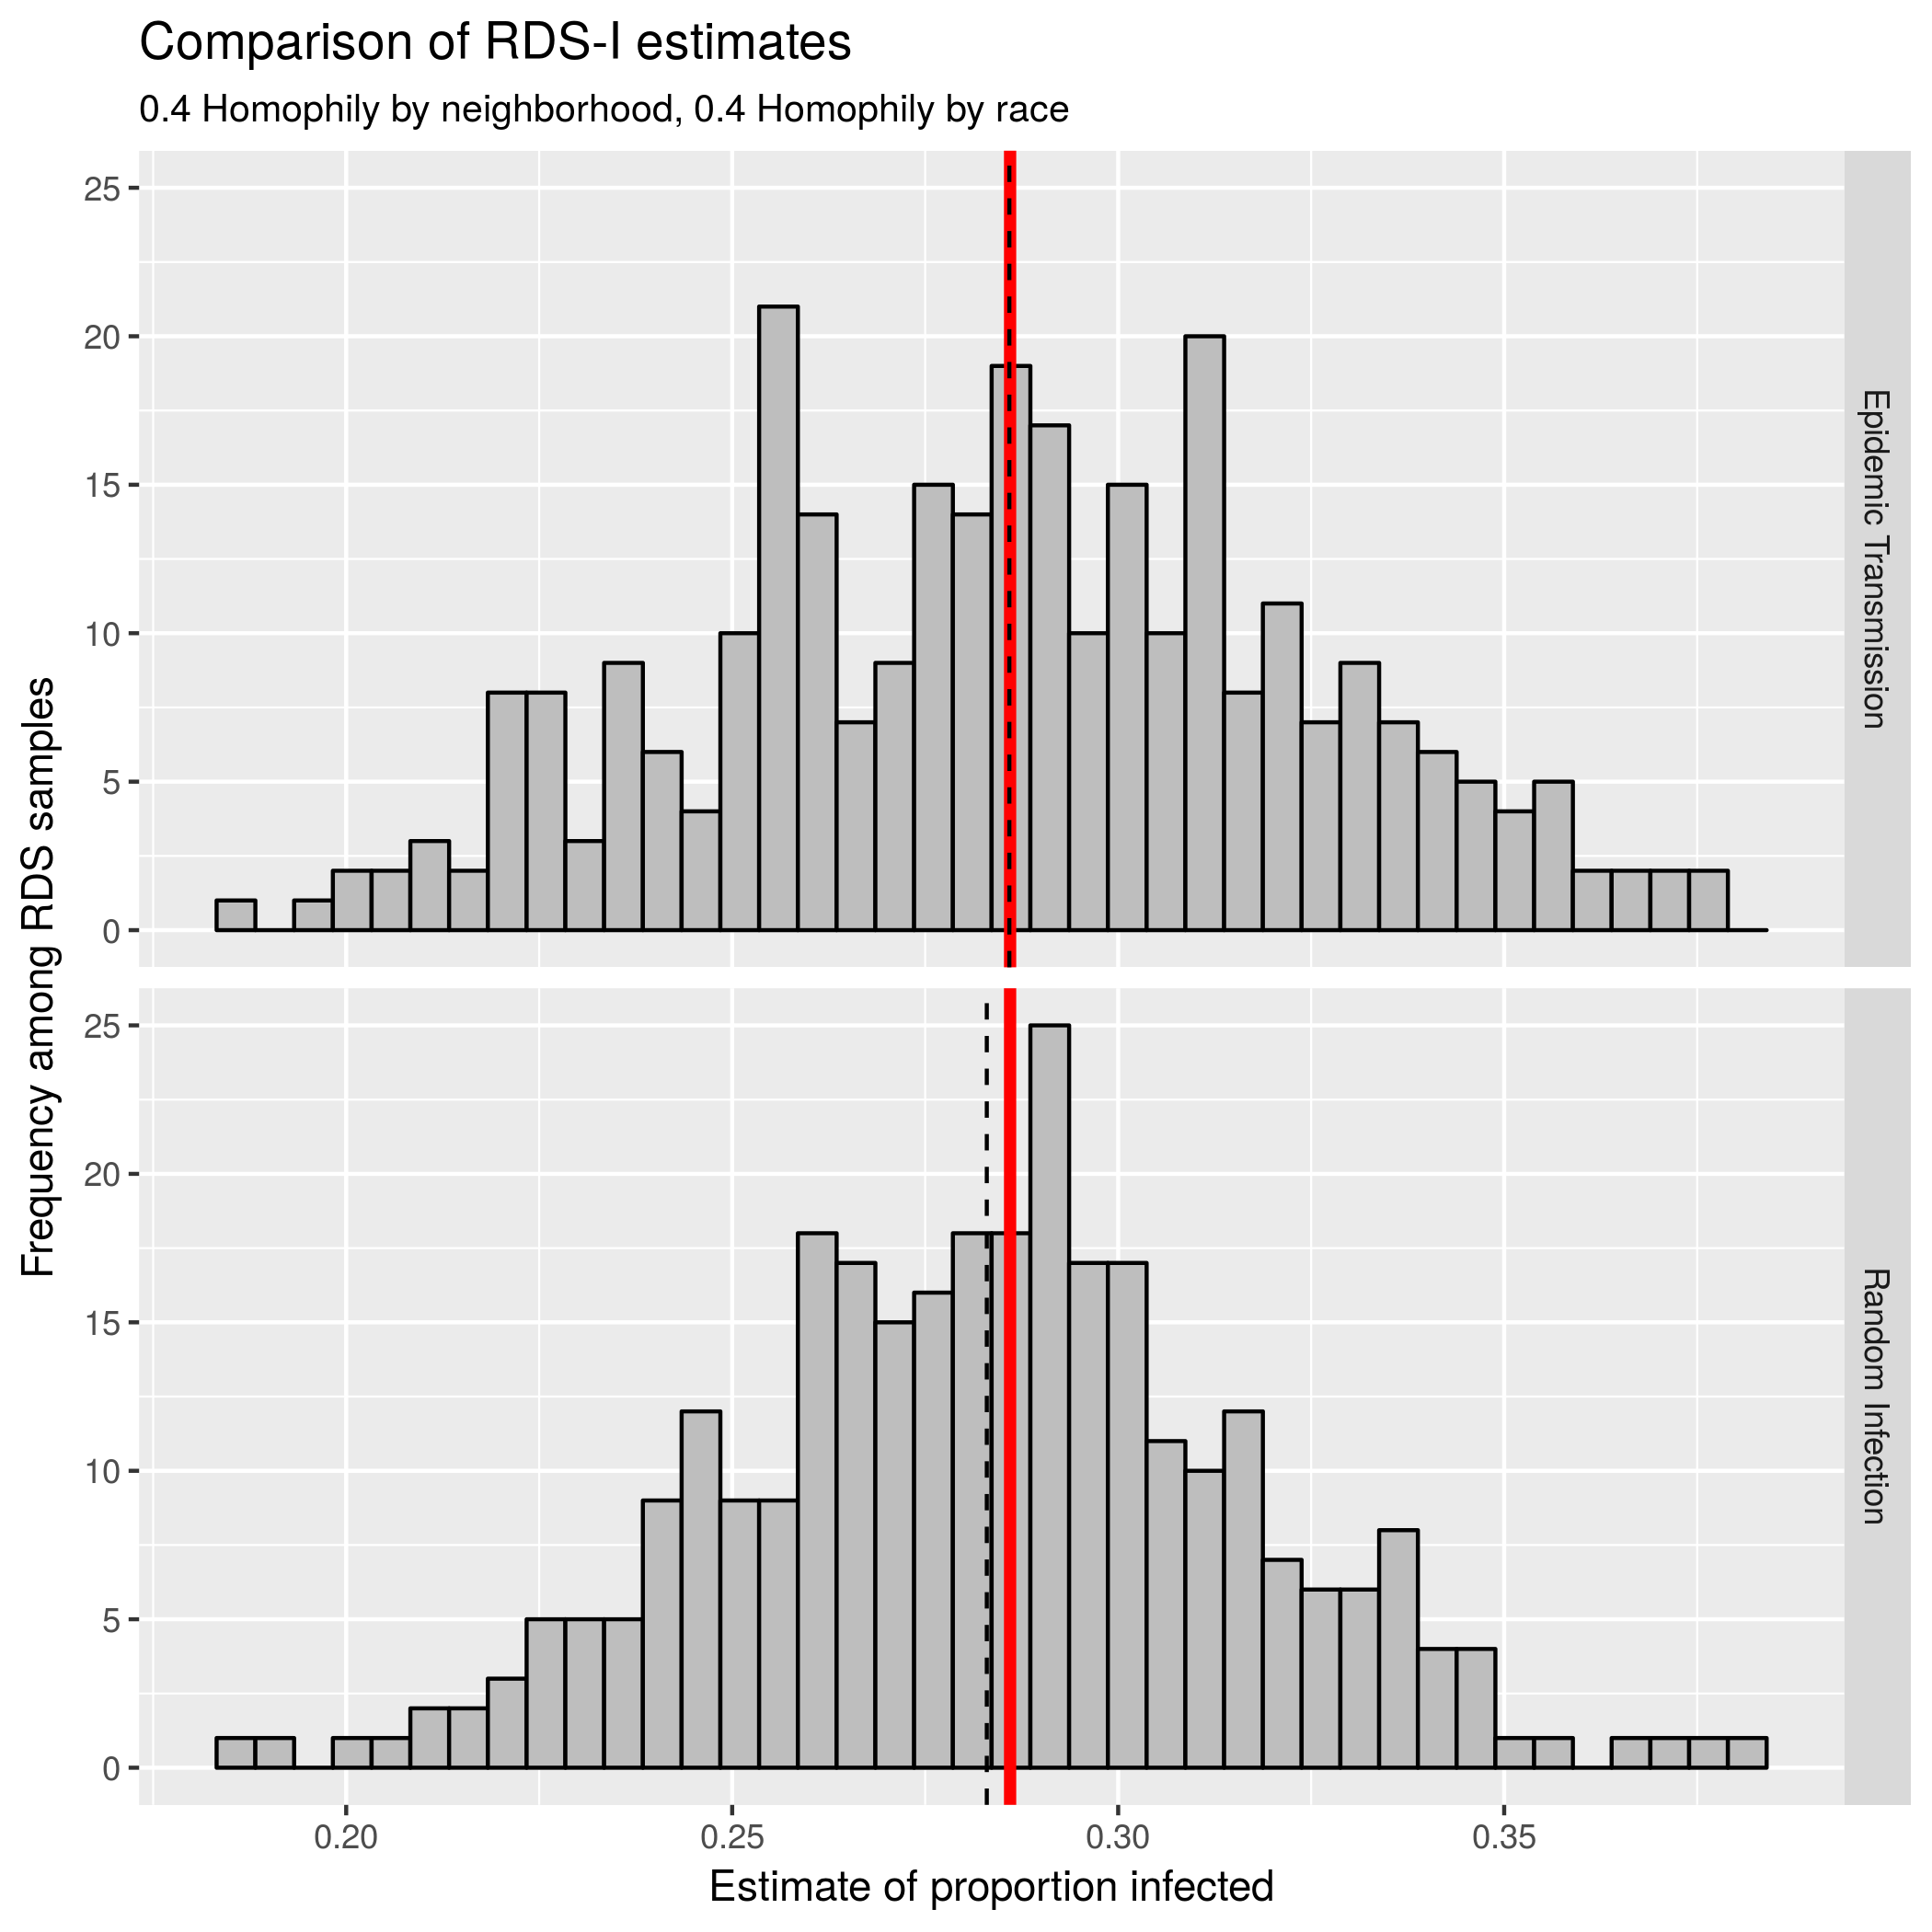 Comparison of RDS-I estimates
0.4 Homophily by neighborhood, 0.4 Homophily by race
Frequency among RDS samples
25
20
15
10
5
0
Epidemic Transmission
25
20
15
10
5
0
Random Infection
0.20 0.25 0.30 0.35
Estimate of proportion infected